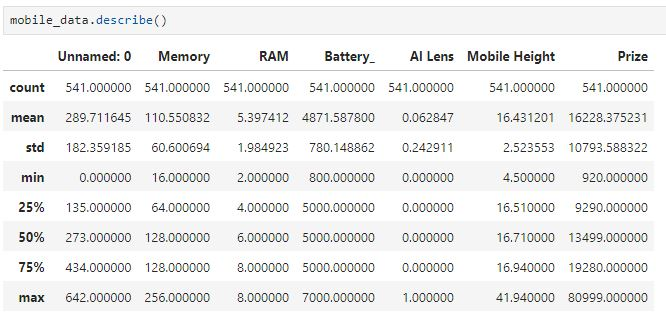 mobile_data.describe()
Unnamed: 0 Memory RAM Battery_ AI Lens Mobile Height Prize
count 541.000000 541.000000 541.000000 541.000000 541.000000 541.000000 541.000000
mean 289.711645 110.550832 5.397412 4871.587800 0.062847 16.431201 16228.375231
std 182.359185 60.600694 1.984923 780.148862 0.242911 2.523553 10793.588322
min 0.000000 16.000000 2.000000 800.000000 0.000000 4.500000 920.000000
25% 135.000000 64.000000 4.000000 5000.000000 0.000000 16.510000 9290.000000
50% 273.000000 128.000000 6.000000 5000.000000 0.000000 16.710000 13499.000000
75% 434.000000 128.000000 8.000000 5000.000000 0.000000 16.940000 19280.000000
max 642.000000 256.000000 8.000000 7000.000000 1.000000 41.940000 80999.000000